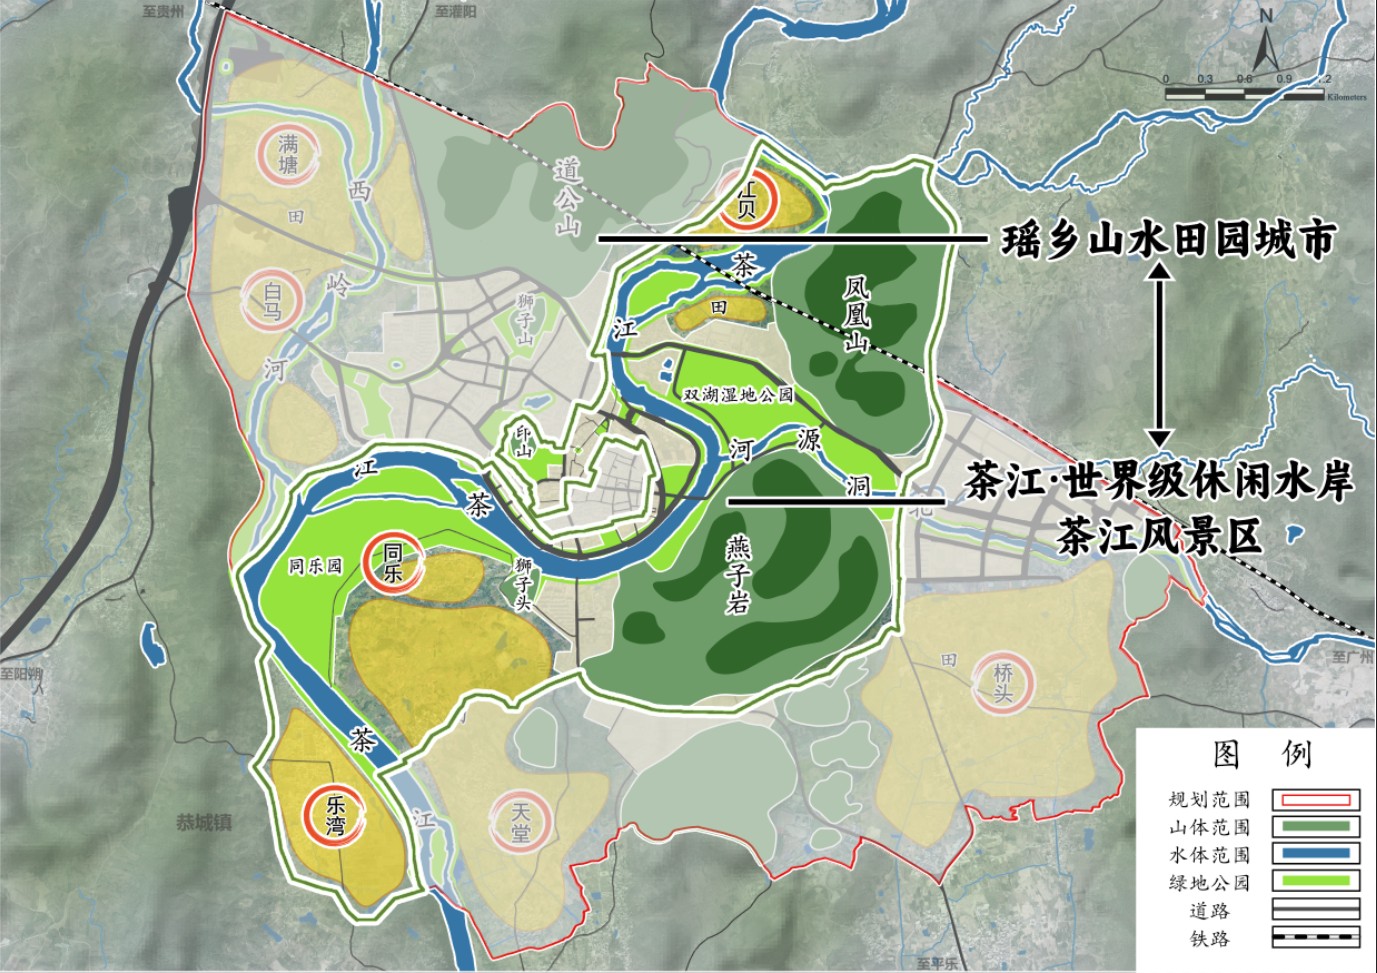 至贵州
至灌阳
N
0 0.3 0.6 0.9 1.2
Kilometers
满塘
道公山
江贝
西
田
瑶乡山水田园城市
茶
白马
岭
狮子山
凤凰山
田
江
河
双湖湿地公园
印山
河
源
江
茶
洞
北
茶江·世界级休闲水岸
茶江风景区
同乐园
同乐
狮子头
燕子岩
至广州
至阳朔
田
桥头
茶
恭城镇
乐湾
江
天堂
图 例
规划范围
山体范围
水体范围
绿地公园
道路
铁路
至平乐